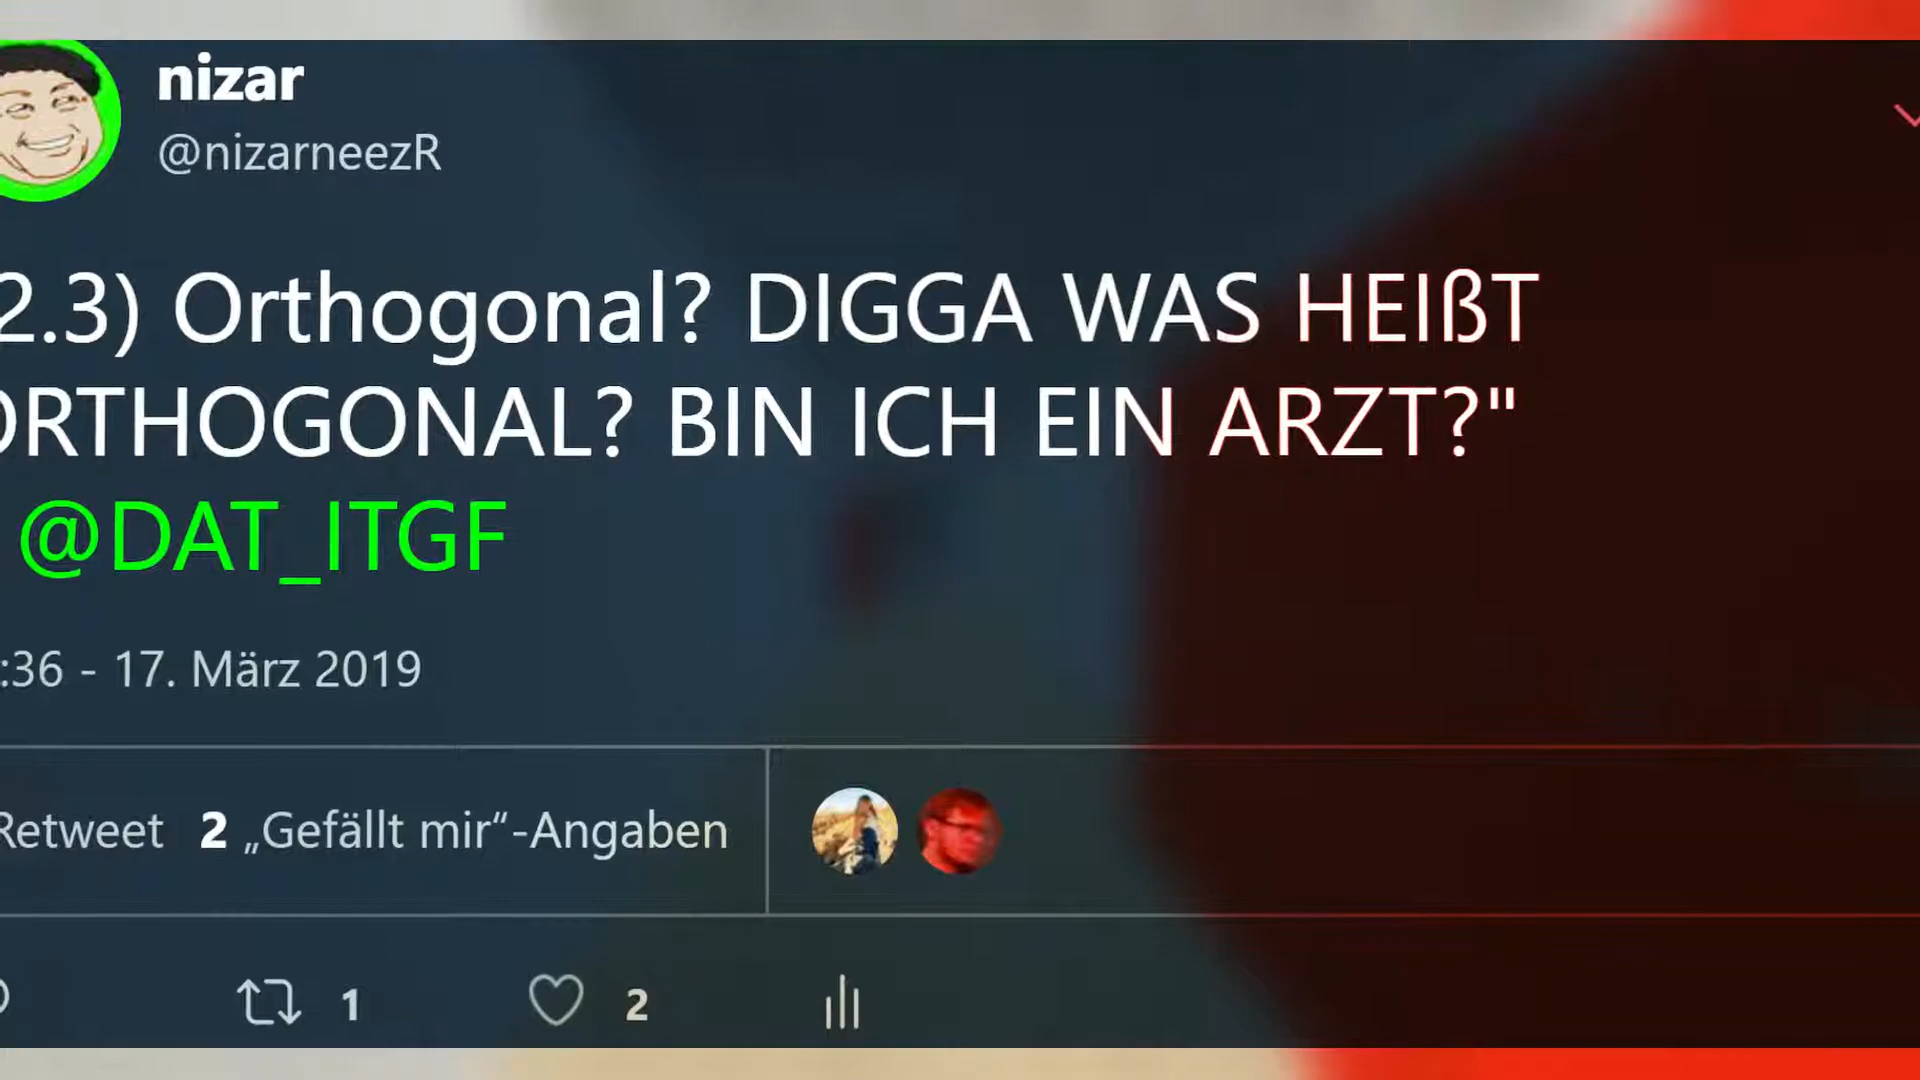 nizar
@nizarneezR
2.3) Orthogonal? DIGGA WAS HEIßT
ORTHOGONAL? BIN ICH EIN ARZT?"
@DAT_ITGF
:36 - 17. März 2019
Retweet 2 „Gefällt mir“-Angaben
1 2